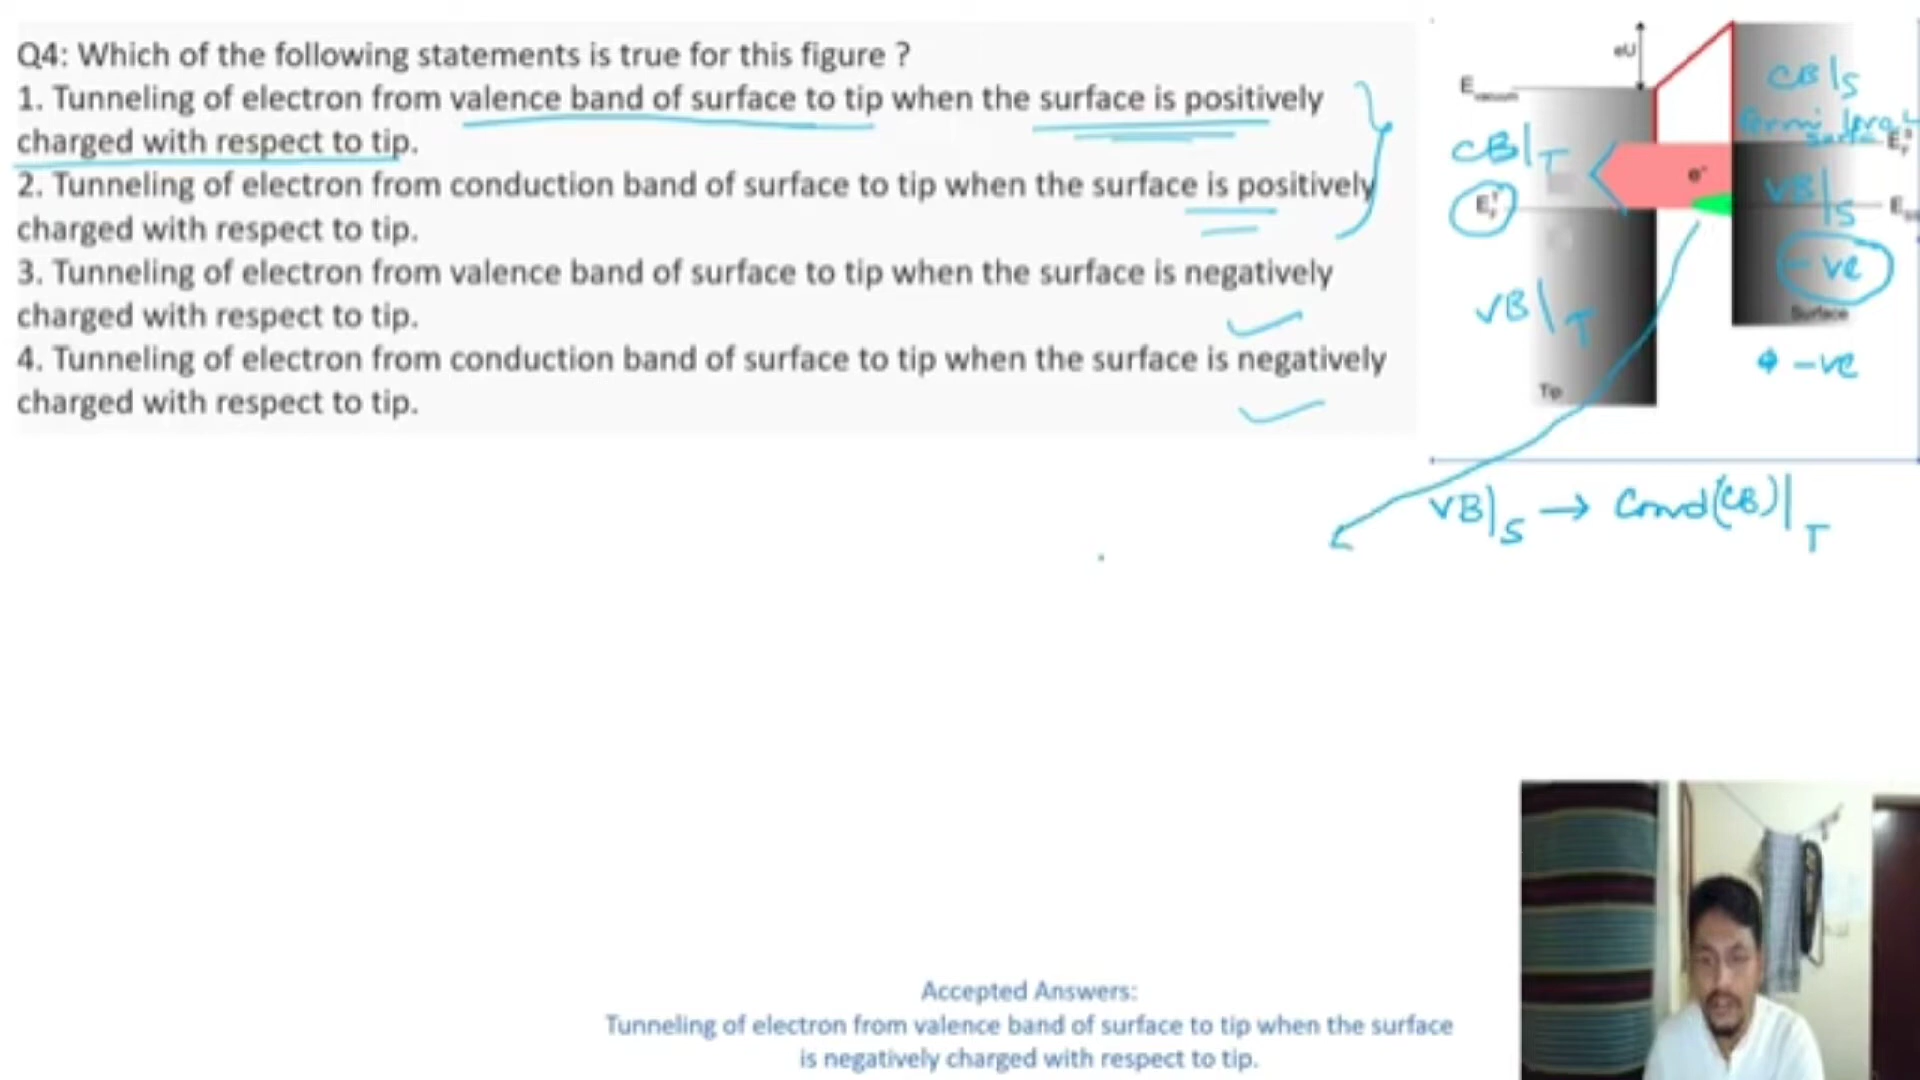 Q4: Which of the following statements is true for this figure ?
1. Tunneling of electron from valence band of surface to tip when the surface is positively
charged with respect to tip.
2. Tunneling of electron from conduction band of surface to tip when the surface is positively
charged with respect to tip.
3. Tunneling of electron from valence band of surface to tip when the surface is negatively
charged with respect to tip.
4. Tunneling of electron from conduction band of surface to tip when the surface is negatively
charged with respect to tip.
eU
E vacuum
CB|S
fermi level
CB|T
e-
VB|S
E
- ve
VB|T
Surface
-ve
Tip
VB|S → Cond(CB)|T
Accepted Answers:
Tunneling of electron from valence band of surface to tip when the surface
is negatively charged with respect to tip.